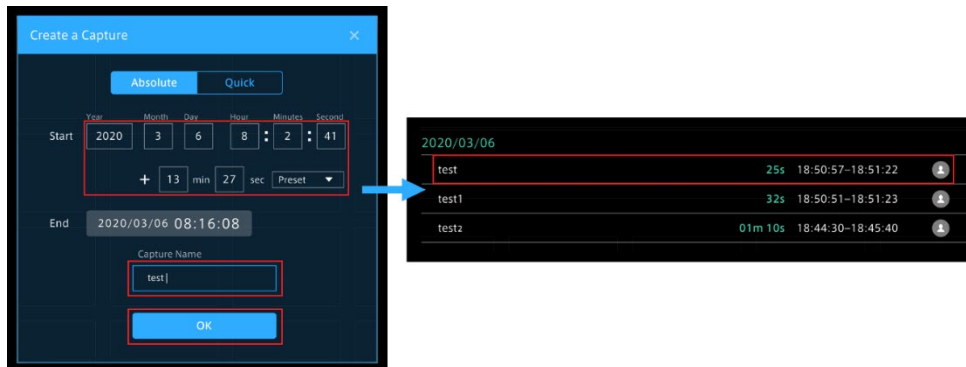 Create a Capture ×
Absolute Quick
Year Month Day Hour Minutes Second
Start 2020 3 6 8 : 2 : 41
+ 13 min 27 sec Preset
End 2020/03/06 08:16:08
Capture Name
test
OK
2020/03/06
test 25s 18:50:57–18:51:22
test1 32s 18:50:51–18:51:23
test2 01m 10s 18:44:30–18:45:40